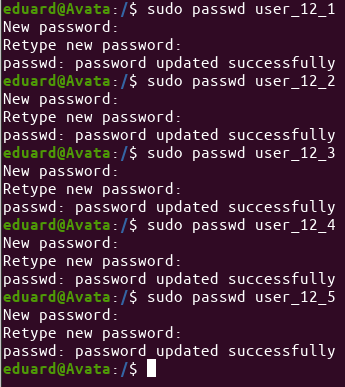 eduard@Avata:/$ sudo passwd user_12_1
New password:
Retype new password:
passwd: password updated successfully
eduard@Avata:/$ sudo passwd user_12_2
New password:
Retype new password:
passwd: password updated successfully
eduard@Avata:/$ sudo passwd user_12_3
New password:
Retype new password:
passwd: password updated successfully
eduard@Avata:/$ sudo passwd user_12_4
New password:
Retype new password:
passwd: password updated successfully
eduard@Avata:/$ sudo passwd user_12_5
New password:
Retype new password:
passwd: password updated successfully
eduard@Avata:/$